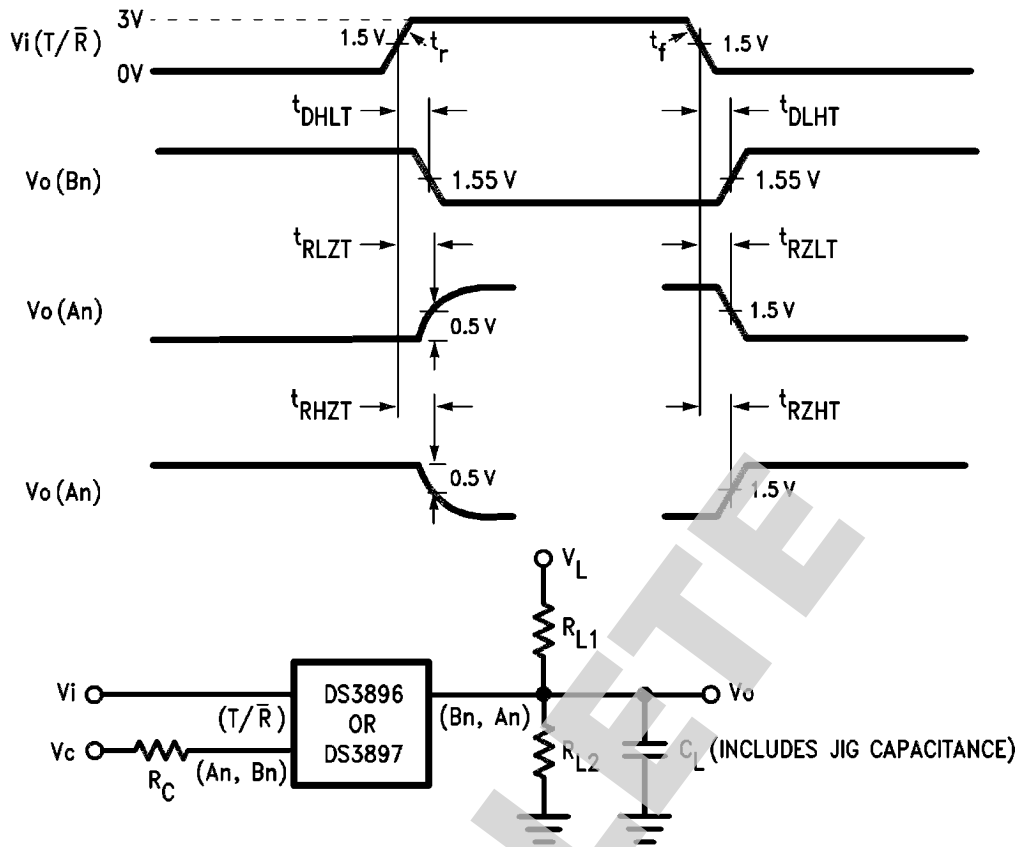 3V
Vi (T/R̅)
1.5 V
tr
tf
1.5 V
0V
tDHLT
tDLHT
Vo (Bn)
1.55 V
1.55 V
tRLZT
tRZLT
Vo (An)
0.5 V
1.5 V
tRHZT
tRZHT
Vo (An)
0.5 V
1.5 V
VL
RL1
Vi
(T/R̅)
DS3896
OR
DS3897
(Bn, An)
Vo
Vc
RC
(An, Bn)
RL2
CL (INCLUDES JIG CAPACITANCE)
LETE